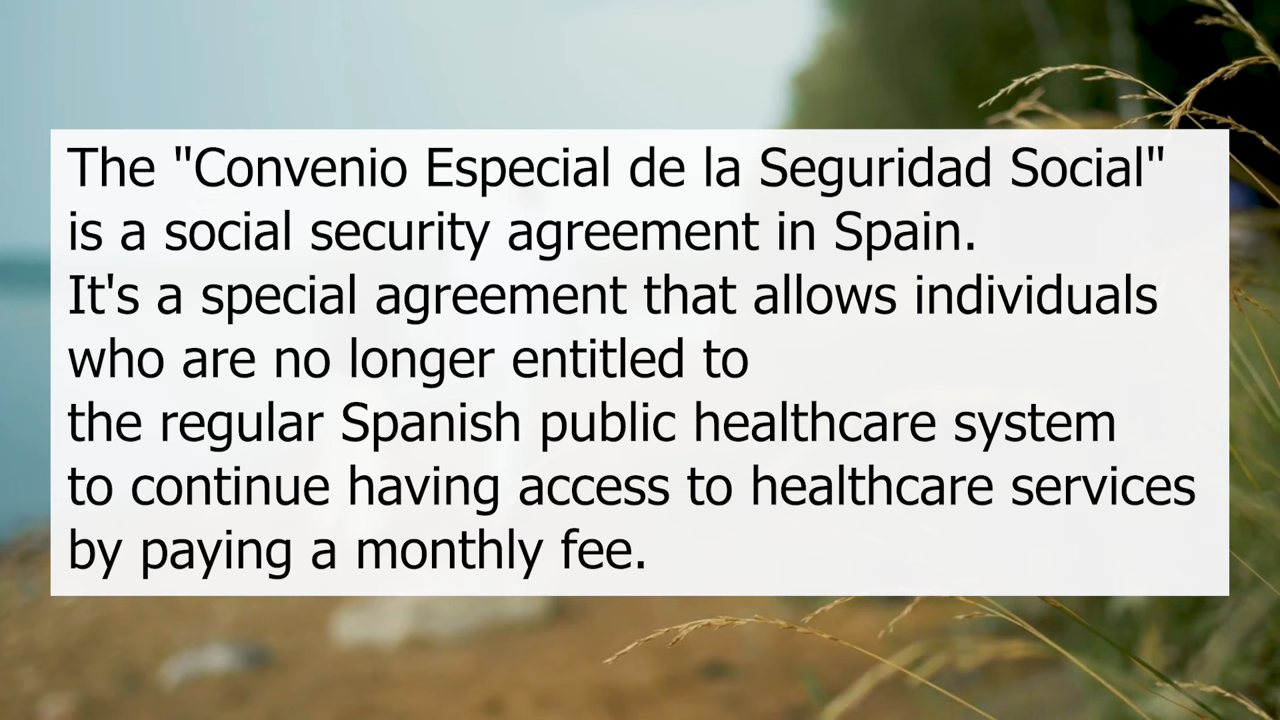 The "Convenio Especial de la Seguridad Social"
is a social security agreement in Spain.
It's a special agreement that allows individuals
who are no longer entitled to
the regular Spanish public healthcare system
to continue having access to healthcare services
by paying a monthly fee.